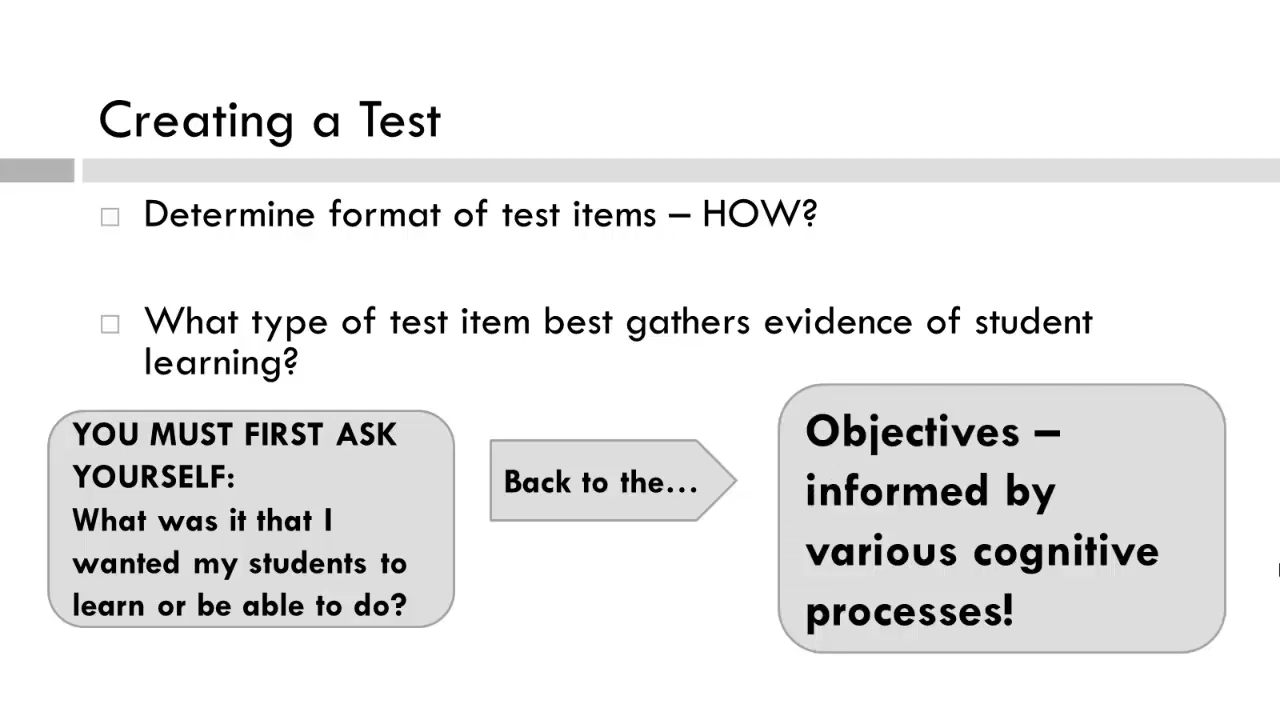 Creating a Test
Determine format of test items – HOW?
What type of test item best gathers evidence of student
learning?
YOU MUST FIRST ASK
YOURSELF:
What was it that I
wanted my students to
learn or be able to do?
Back to the...
Objectives –
informed by
various cognitive
processes!